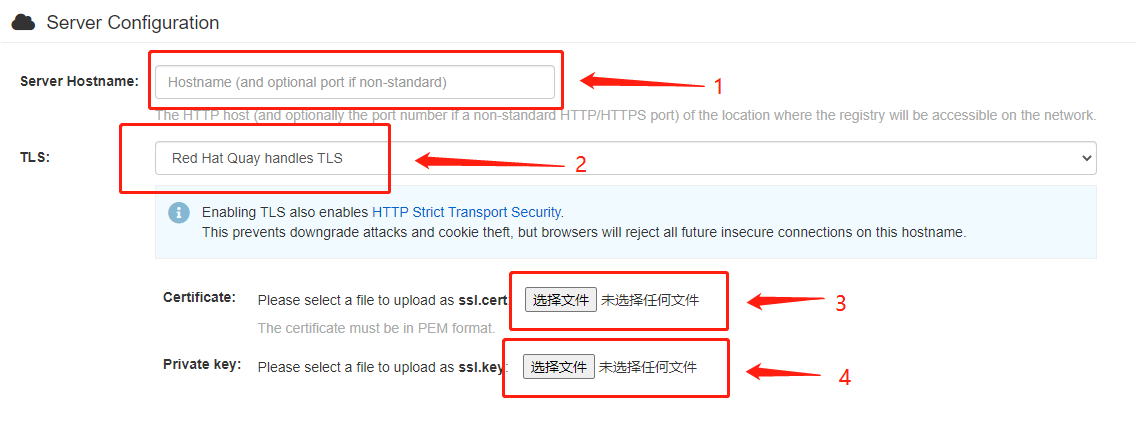 Server Configuration
Server Hostname: Hostname (and optional port if non-standard) 1
The HTTP host (and optionally the port number if a non-standard HTTP/HTTPS port) of the location where the registry will be accessible on the network.
TLS: Red Hat Quay handles TLS 2
Enabling TLS also enables HTTP Strict Transport Security.
This prevents downgrade attacks and cookie theft, but browsers will reject all future insecure connections on this hostname.
Certificate: Please select a file to upload as ssl.cert: 选择文件 未选择任何文件 3
The certificate must be in PEM format.
Private key: Please select a file to upload as ssl.key: 选择文件 未选择任何文件 4